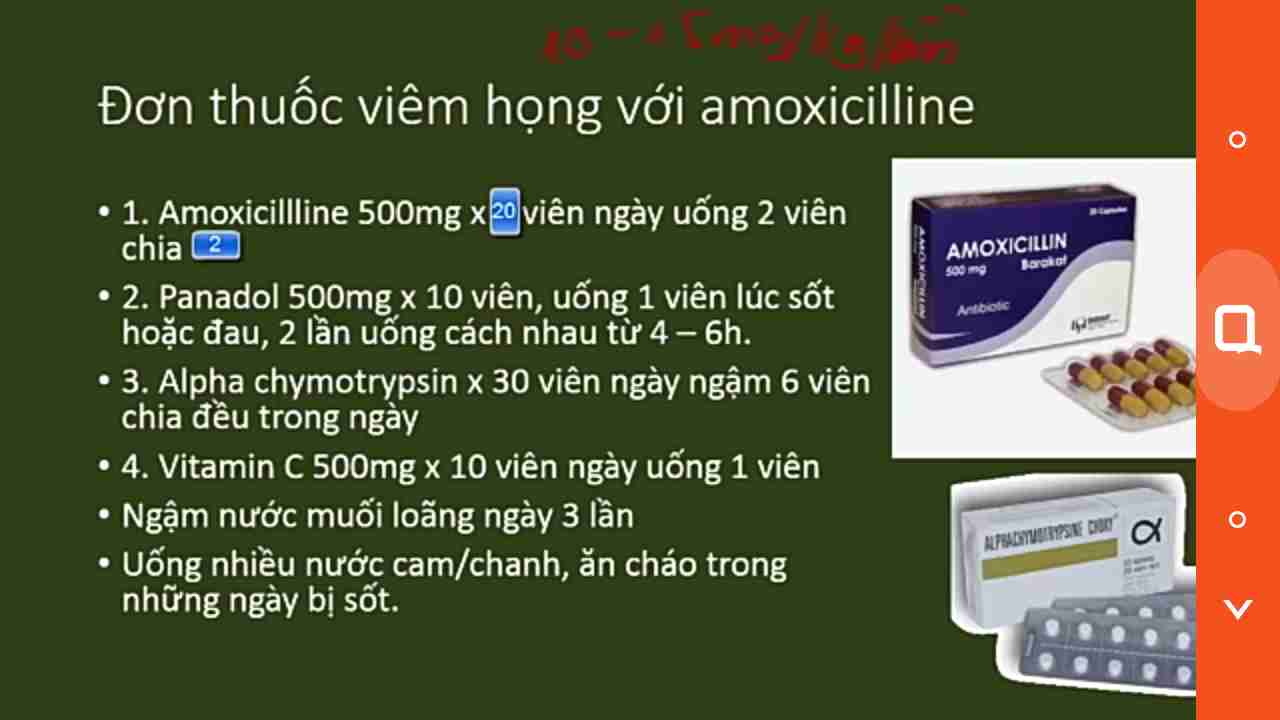 10 - 15mg/kg/lần
Đơn thuốc viêm họng với amoxicilline
• 1. Amoxicillline 500mg x 20 viên ngày uống 2 viên
chia 2
• 2. Panadol 500mg x 10 viên, uống 1 viên lúc sốt
hoặc đau, 2 lần uống cách nhau từ 4 – 6h.
• 3. Alpha chymotrypsin x 30 viên ngày ngậm 6 viên
chia đều trong ngày
• 4. Vitamin C 500mg x 10 viên ngày uống 1 viên
• Ngậm nước muối loãng ngày 3 lần
• Uống nhiều nước cam/chanh, ăn cháo trong
những ngày bị sốt.
20 Capsules
AMOXICILLIN
500 mg Barakat
Antibiotic
AMOXICILLIN
ALPHACHYMOTRYPSINE CHOAY
α